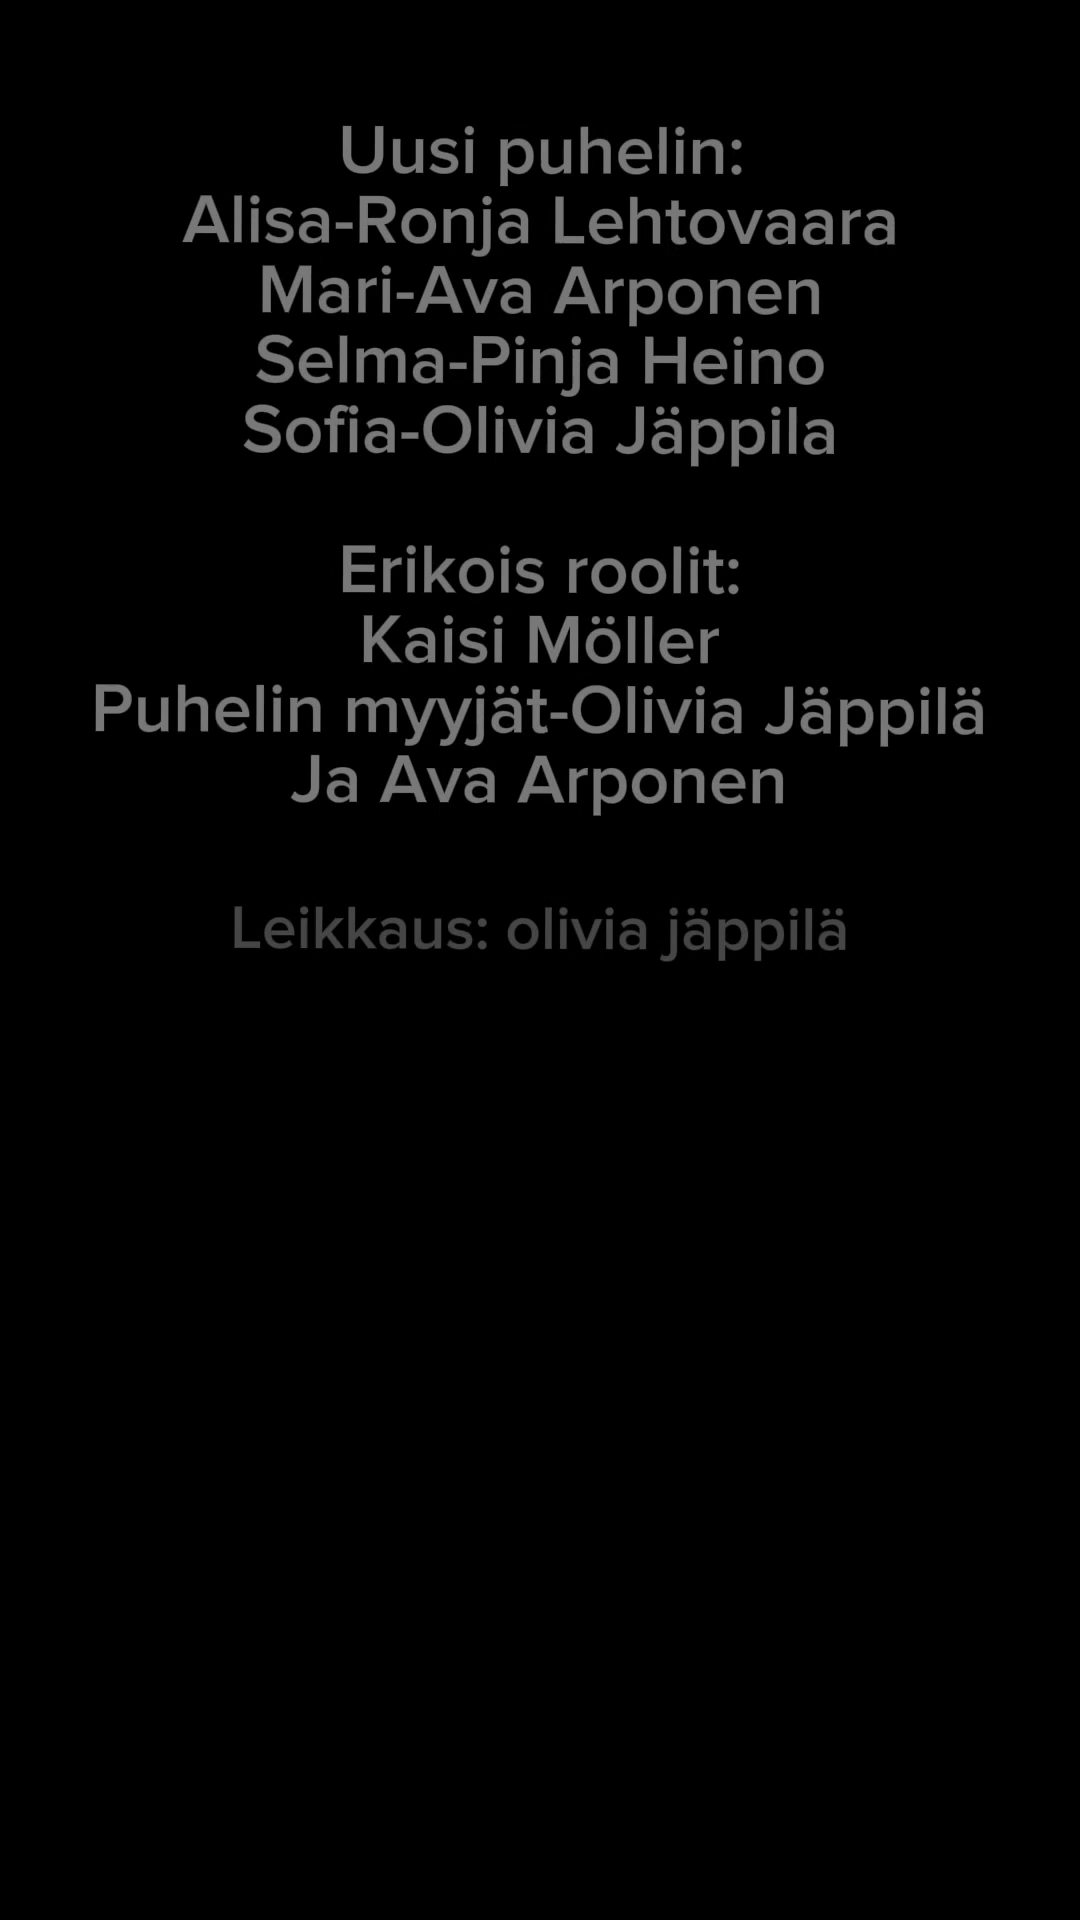 Uusi puhelin:
Alisa-Ronja Lehtovaara
Mari-Ava Arponen
Selma-Pinja Heino
Sofia-Olivia Jäppila
Erikois roolit:
Kaisi Möller
Puhelin myyjät-Olivia Jäppilä
Ja Ava Arponen
Leikkaus: olivia jäppilä